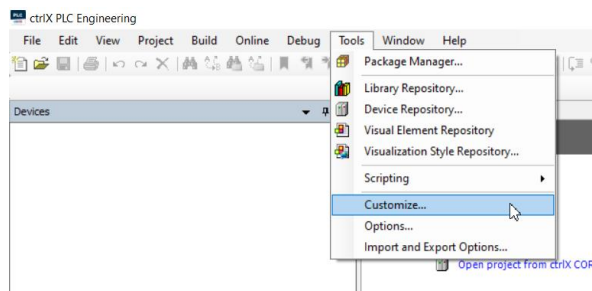 ctrlX PLC Engineering
File Edit View Project Build Online Debug Tools Window Help
Package Manager...
Library Repository...
Devices
Device Repository...
Visual Element Repository
Visualization Style Repository...
Scripting
Customize...
Options...
Import and Export Options...
Open project from ctrlX COR